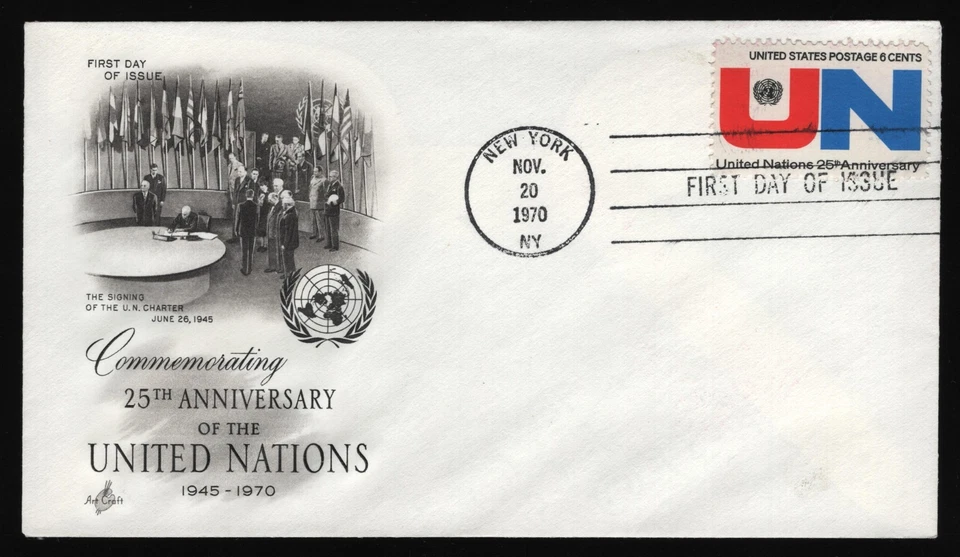 FIRST DAY
OF ISSUE
THE SIGNING
OF THE U.N. CHARTER
JUNE 26, 1945
Commemorating
25TH ANNIVERSARY
OF THE
UNITED NATIONS
1945 - 1970
Art Craft
NEW YORK
NOV.
20
1970
NY
UNITED STATES POSTAGE 6 CENTS
UN
United Nations 25th Anniversary
FIRST DAY OF ISSUE